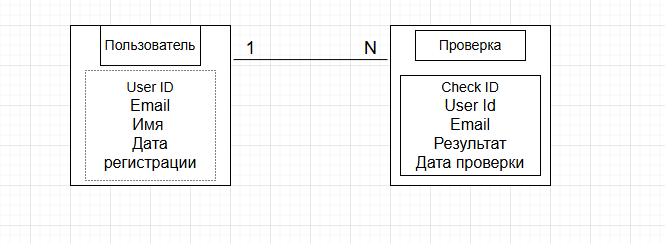 Пользователь
User ID
Email
Имя
Дата
регистрации
1
N
Проверка
Check ID
User Id
Email
Результат
Дата проверки